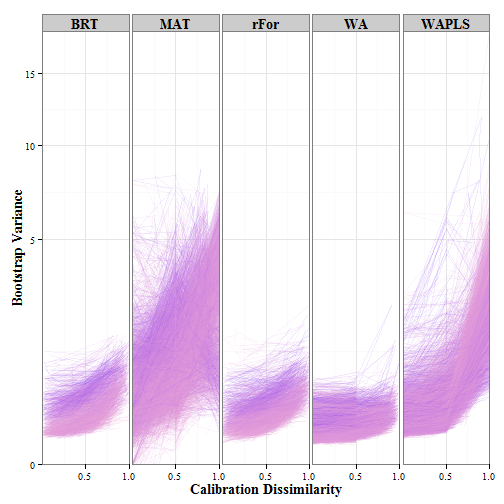 BRT MAT rFor WA WAPLS
15
10
5
0
Bootstrap Variance
0.5 1.0 0.5 1.0 0.5 1.0 0.5 1.0 0.5 1.0
Calibration Dissimilarity